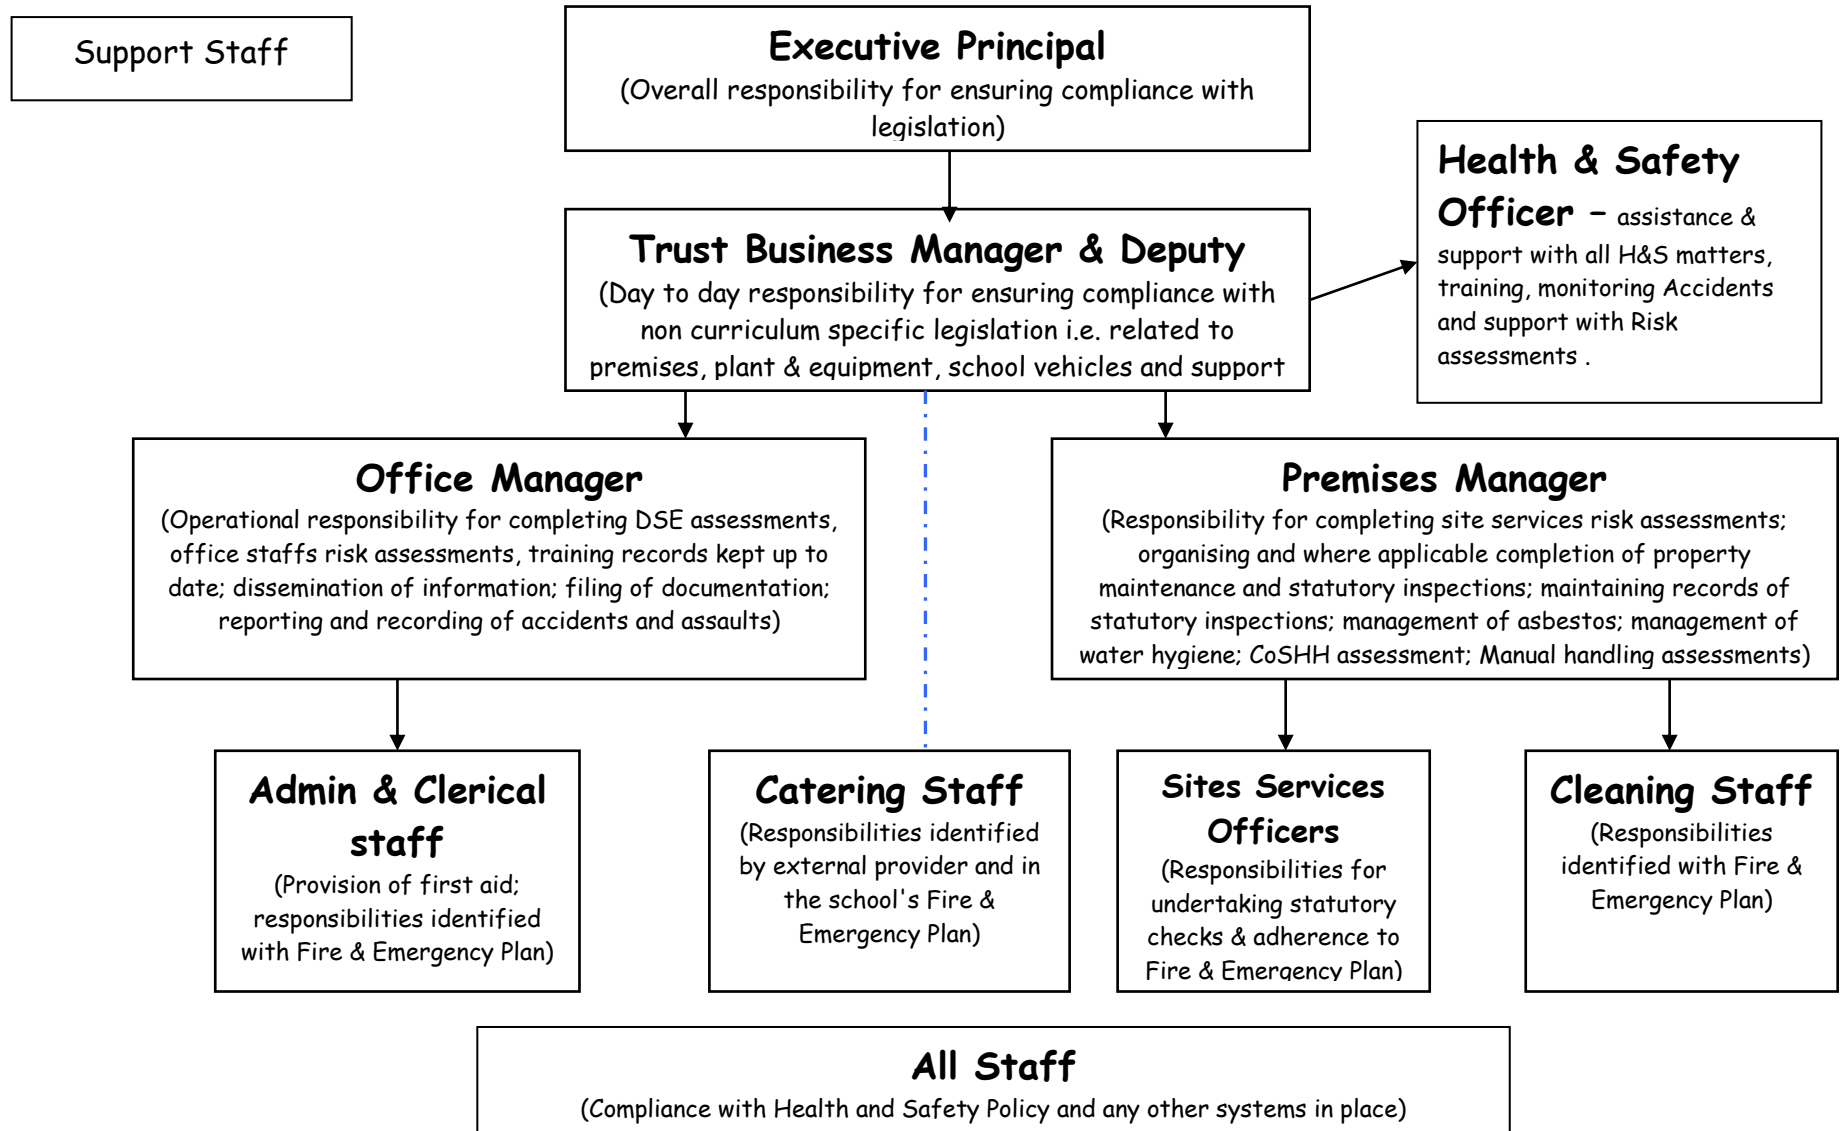 Support Staff
Executive Principal
(Overall responsibility for ensuring compliance with
legislation)
Health & Safety
Officer – assistance &
support with all H&S matters,
training, monitoring Accidents
and support with Risk
assessments .
Trust Business Manager & Deputy
(Day to day responsibility for ensuring compliance with
non curriculum specific legislation i.e. related to
premises, plant & equipment, school vehicles and support
Office Manager
(Operational responsibility for completing DSE assessments,
office staffs risk assessments, training records kept up to
date; dissemination of information; filing of documentation;
reporting and recording of accidents and assaults)
Premises Manager
(Responsibility for completing site services risk assessments;
organising and where applicable completion of property
maintenance and statutory inspections; maintaining records of
statutory inspections; management of asbestos; management of
water hygiene; CoSHH assessment; Manual handling assessments)
Admin & Clerical
staff
(Provision of first aid;
responsibilities identified
with Fire & Emergency Plan)
Catering Staff
(Responsibilities identified
by external provider and in
the school's Fire &
Emergency Plan)
Sites Services
Officers
(Responsibilities for
undertaking statutory
checks & adherence to
Fire & Emergency Plan)
Cleaning Staff
(Responsibilities
identified with Fire &
Emergency Plan)
All Staff
(Compliance with Health and Safety Policy and any other systems in place)